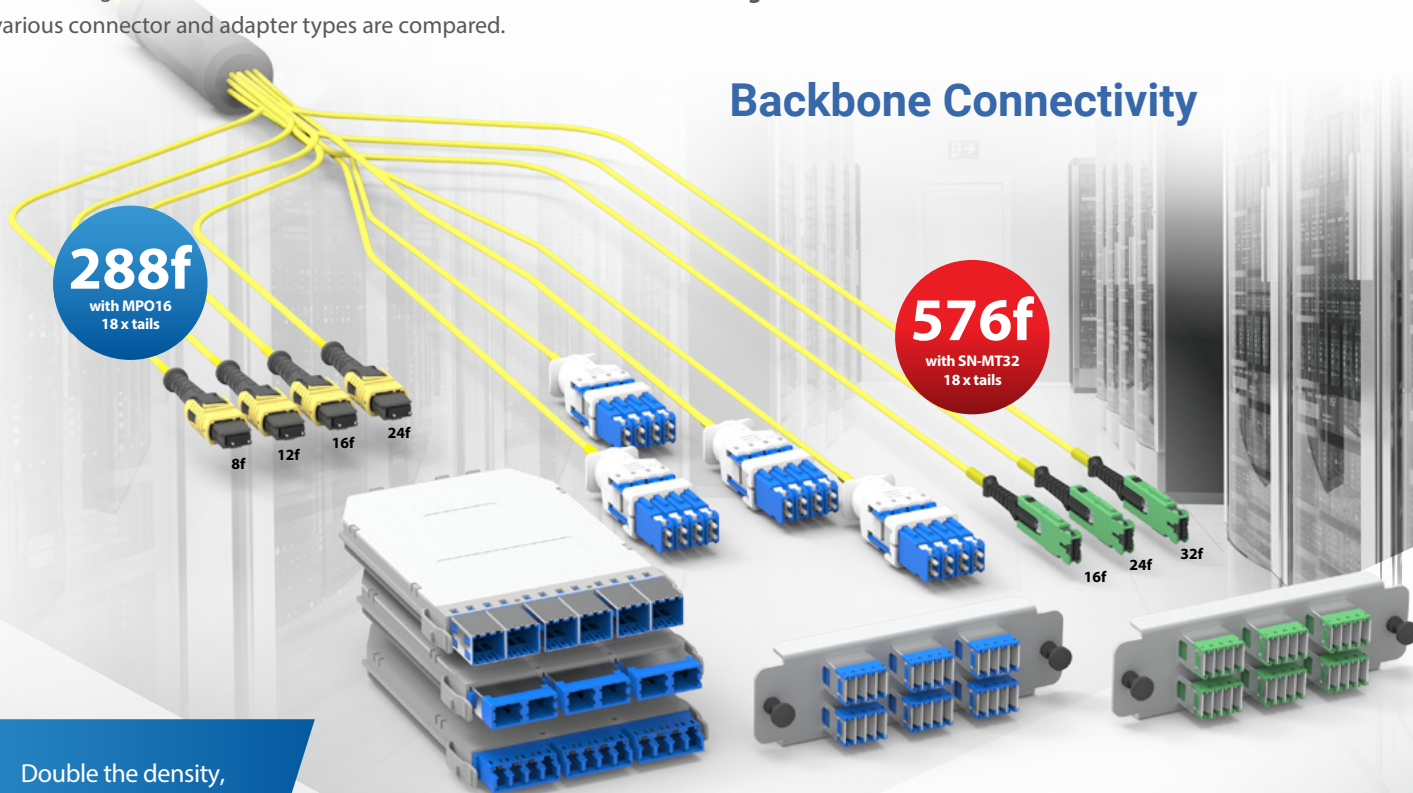 various connector and adapter types are compared.
Backbone Connectivity
288f
with MPO16
18 x tails
576f
with SN-MT32
18 x tails
8f
12f
16f
24f
16f
24f
32f
Double the density,